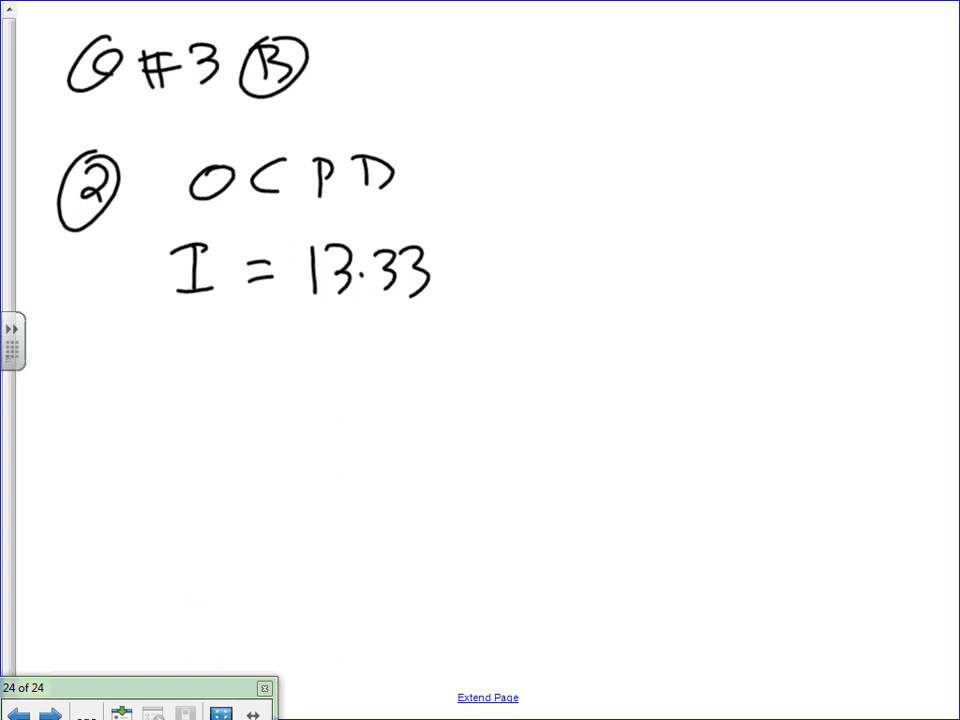 Q #3 B
2 OCPD
I = 13.33
24 of 24
Extend Page